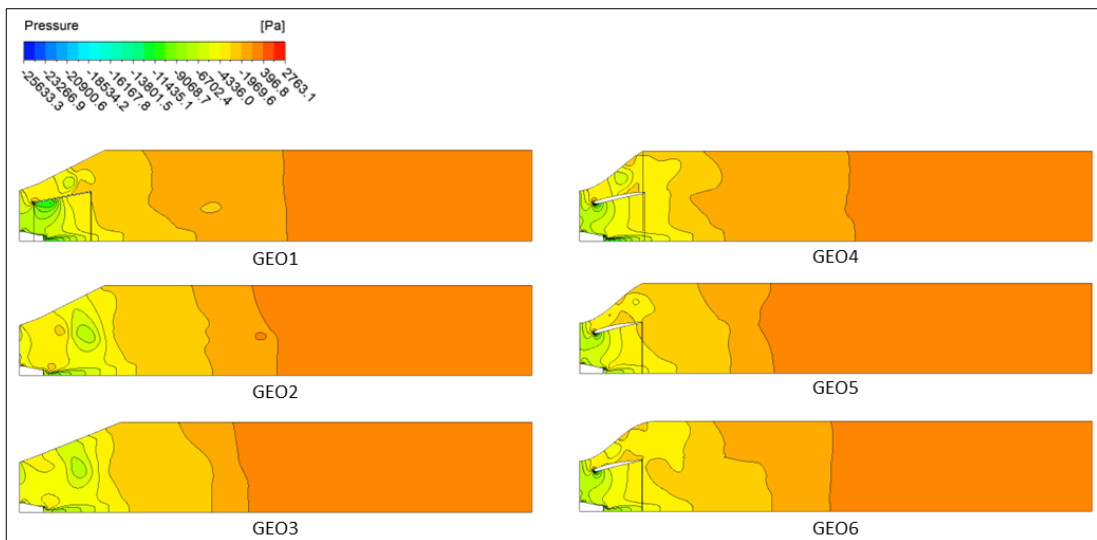 Pressure [Pa]
-25633.3
-23266.9
-20900.6
-18534.2
-16167.8
-13801.5
-11435.1
-9068.7
-6702.4
-4336.0
-1969.6
396.8
2763.1
GEO1
GEO4
GEO2
GEO5
GEO3
GEO6